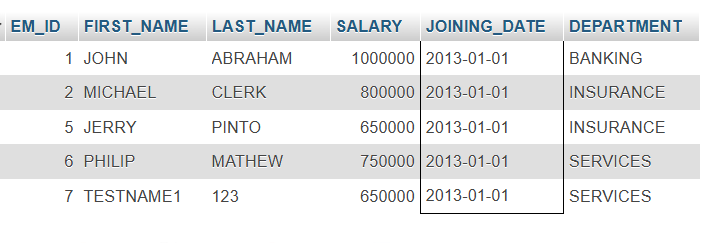 EM_ID FIRST_NAME LAST_NAME SALARY JOINING_DATE DEPARTMENT
1 JOHN ABRAHAM 1000000 2013-01-01 BANKING
2 MICHAEL CLERK 800000 2013-01-01 INSURANCE
5 JERRY PINTO 650000 2013-01-01 INSURANCE
6 PHILIP MATHEW 750000 2013-01-01 SERVICES
7 TESTNAME1 123 650000 2013-01-01 SERVICES